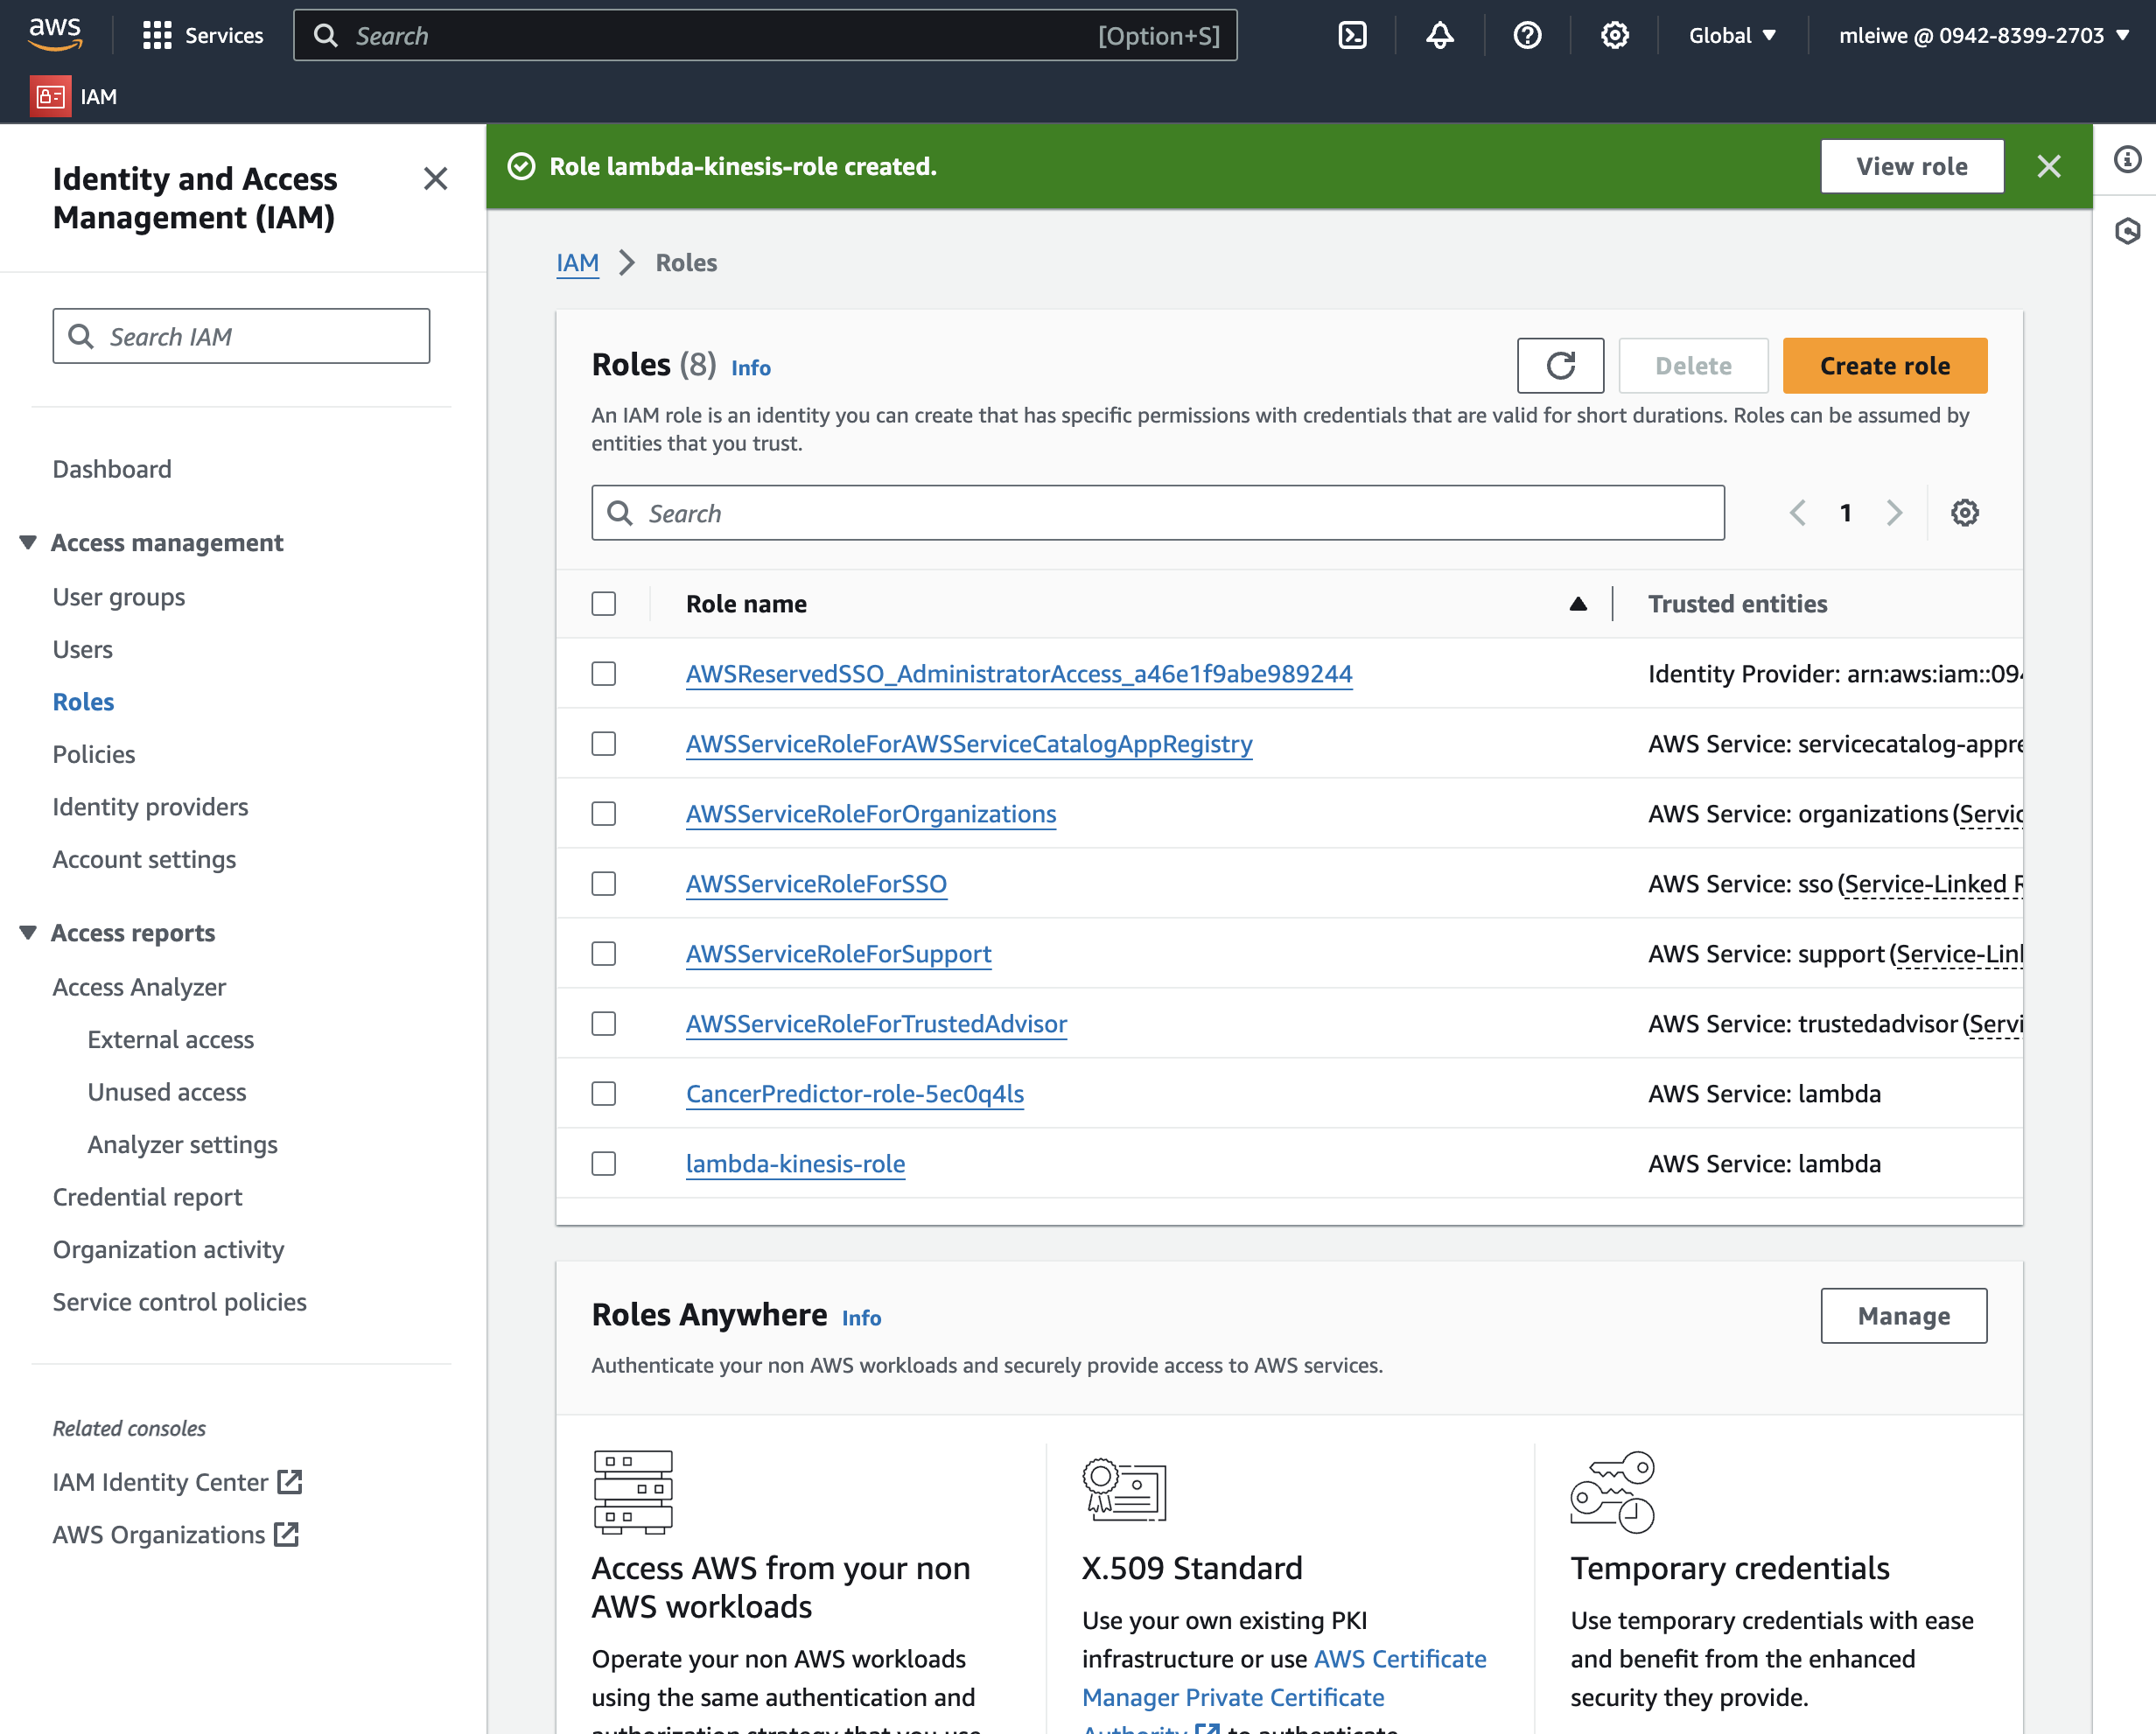 aws
Services
Search
[Option+S]
Global
mleiwe @ 0942-8399-2703
IAM
Identity and Access
Management (IAM)
Search IAM
Dashboard
Access management
User groups
Users
Roles
Policies
Identity providers
Account settings
Access reports
Access Analyzer
External access
Unused access
Analyzer settings
Credential report
Organization activity
Service control policies
Related consoles
IAM Identity Center
AWS Organizations
Role lambda-kinesis-role created.
View role
IAM
Roles
Roles (8) Info
Delete
Create role
An IAM role is an identity you can create that has specific permissions with credentials that are valid for short durations. Roles can be assumed by
entities that you trust.
Search
1
Role name
Trusted entities
AWSReservedSSO_AdministratorAccess_a46e1f9abe989244
Identity Provider: arn:aws:iam::094
AWSServiceRoleForAWSServiceCatalogAppRegistry
AWS Service: servicecatalog-appre
AWSServiceRoleForOrganizations
AWS Service: organizations (Servic
AWSServiceRoleForSSO
AWS Service: sso (Service-Linked R
AWSServiceRoleForSupport
AWS Service: support (Service-Linl
AWSServiceRoleForTrustedAdvisor
AWS Service: trustedadvisor (Servi
CancerPredictor-role-5ec0q4ls
AWS Service: lambda
lambda-kinesis-role
AWS Service: lambda
Roles Anywhere Info
Manage
Authenticate your non AWS workloads and securely provide access to AWS services.
Access AWS from your non
AWS workloads
Operate your non AWS workloads
using the same authentication and
authorization strategy that you use
X.509 Standard
Use your own existing PKI
infrastructure or use AWS Certificate
Manager Private Certificate
Authority to authenticate
Temporary credentials
Use temporary credentials with ease
and benefit from the enhanced
security they provide.